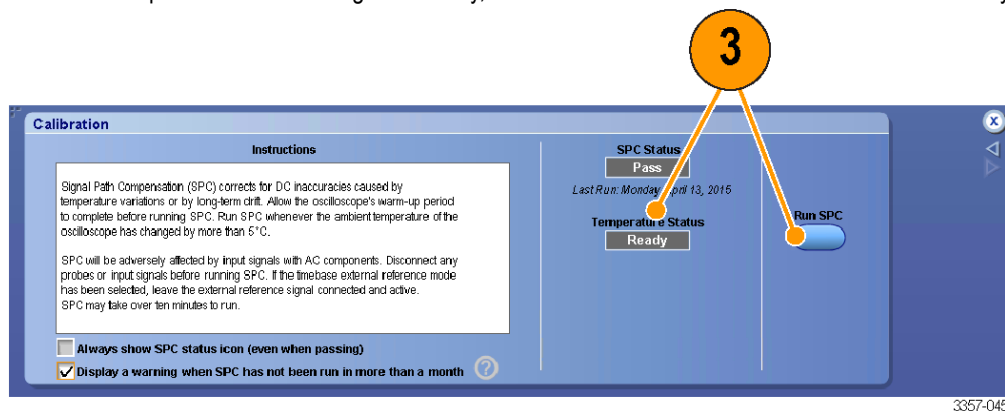 3
Calibration
Instructions
Signal Path Compensation (SPC) corrects for DC inaccuracies caused by
temperature variations or by long-term drift. Allow the oscilloscope's warm-up period
to complete before running SPC. Run SPC whenever the ambient temperature of the
oscilloscope has changed by more than 5°C.
SPC will be adversely affected by input signals with AC components. Disconnect any
probes or input signals before running SPC. If the timebase external reference mode
has been selected, leave the external reference signal connected and active.
SPC may take over ten minutes to run.
Always show SPC status icon (even when passing)
Display a warning when SPC has not been run in more than a month
SPC Status
Pass
Last Run: Monday, April 13, 2015
Temperature Status
Ready
Run SPC
3357-045